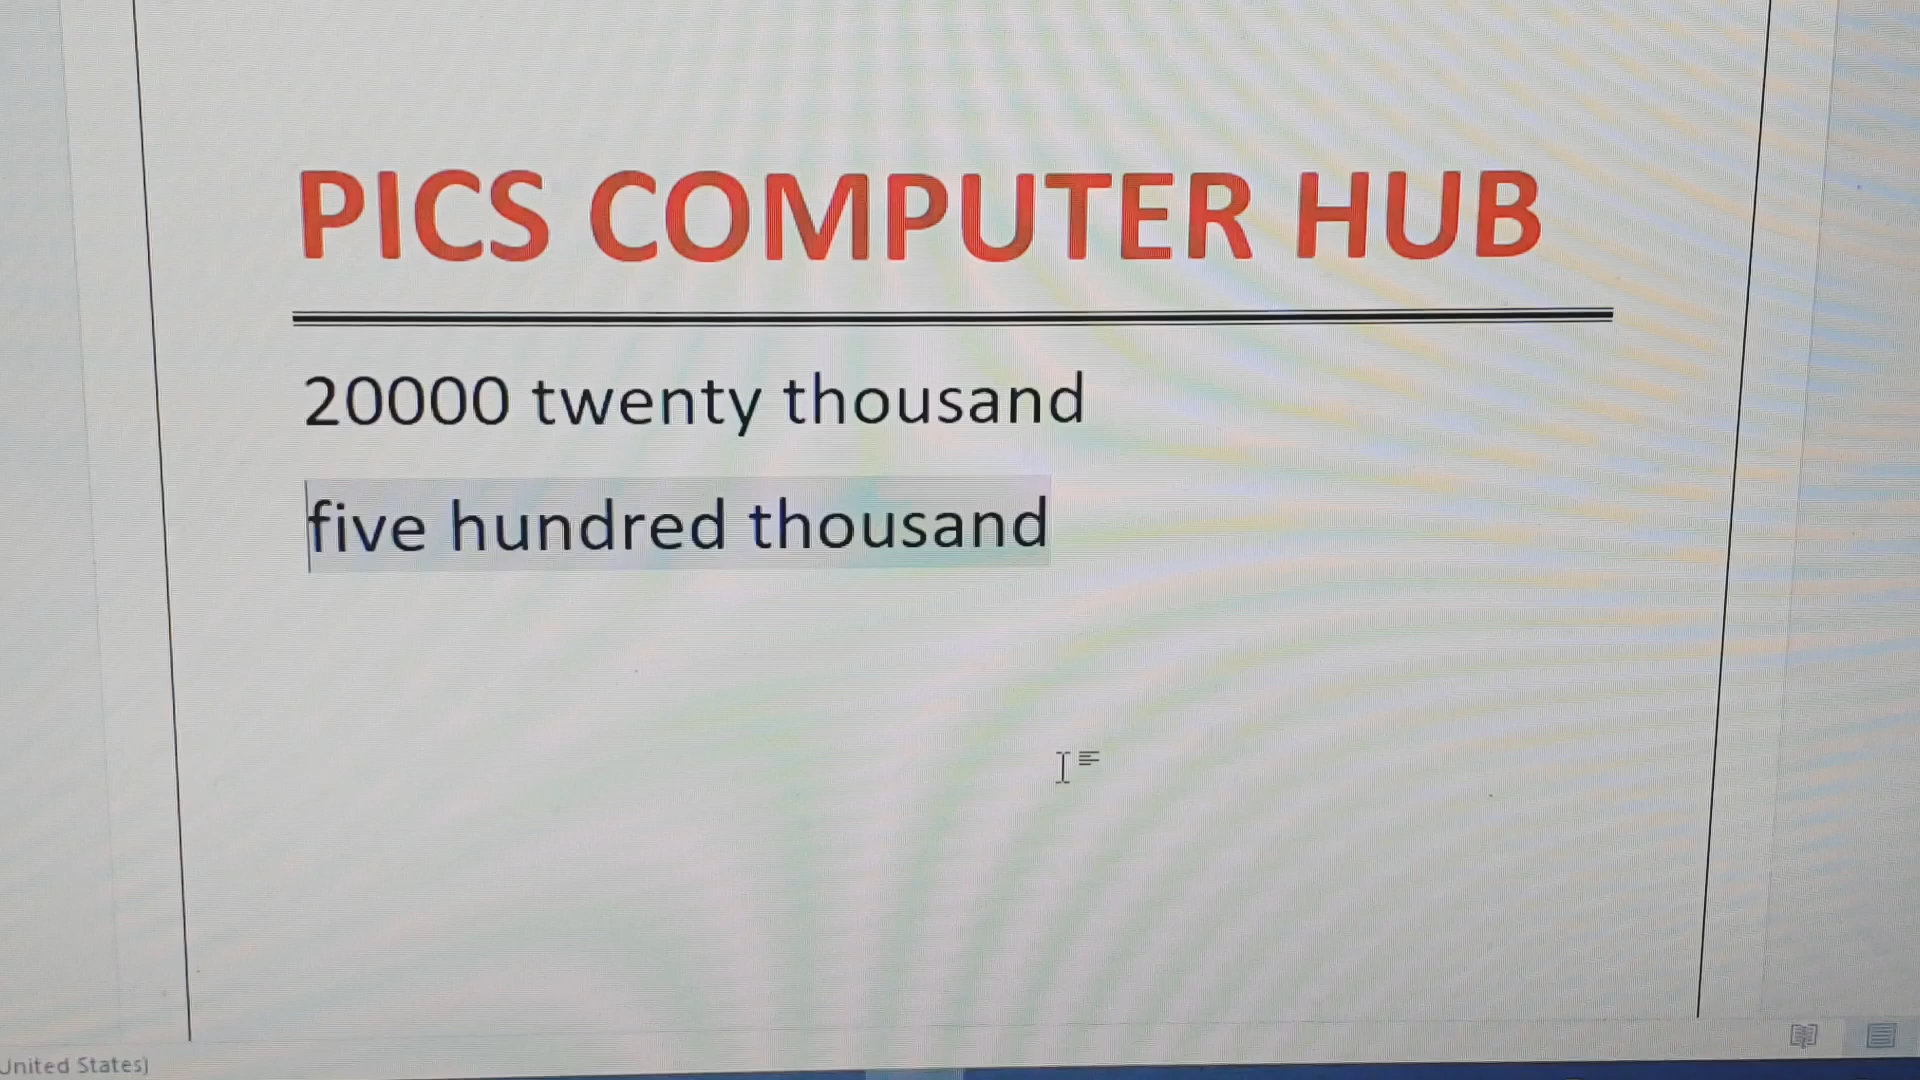 PICS COMPUTER HUB
20000 twenty thousand
five hundred thousand
United States)